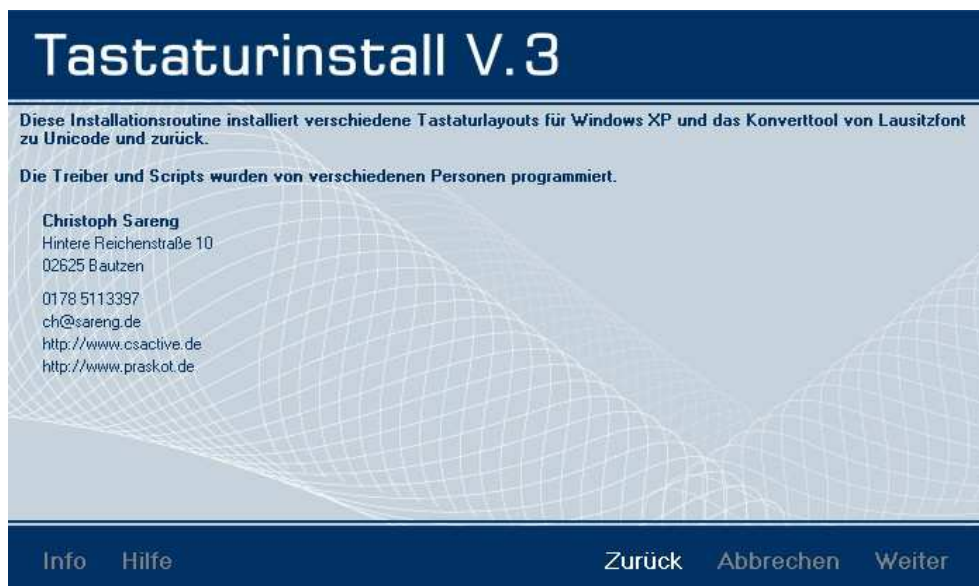 Tastaturinstall V.3
Diese Installationsroutine installiert verschiedene Tastaturlayouts für Windows XP und das Konverttool von Lausitzfont
zu Unicode und zurück.
Die Treiber und Scripts wurden von verschiedenen Personen programmiert.
Christoph Sareng
Hintere Reichenstraße 10
02625 Bautzen
0178 5113397
ch@sareng.de
http://www.csactive.de
http://www.praskot.de
Info Hilfe Zurück Abbrechen Weiter